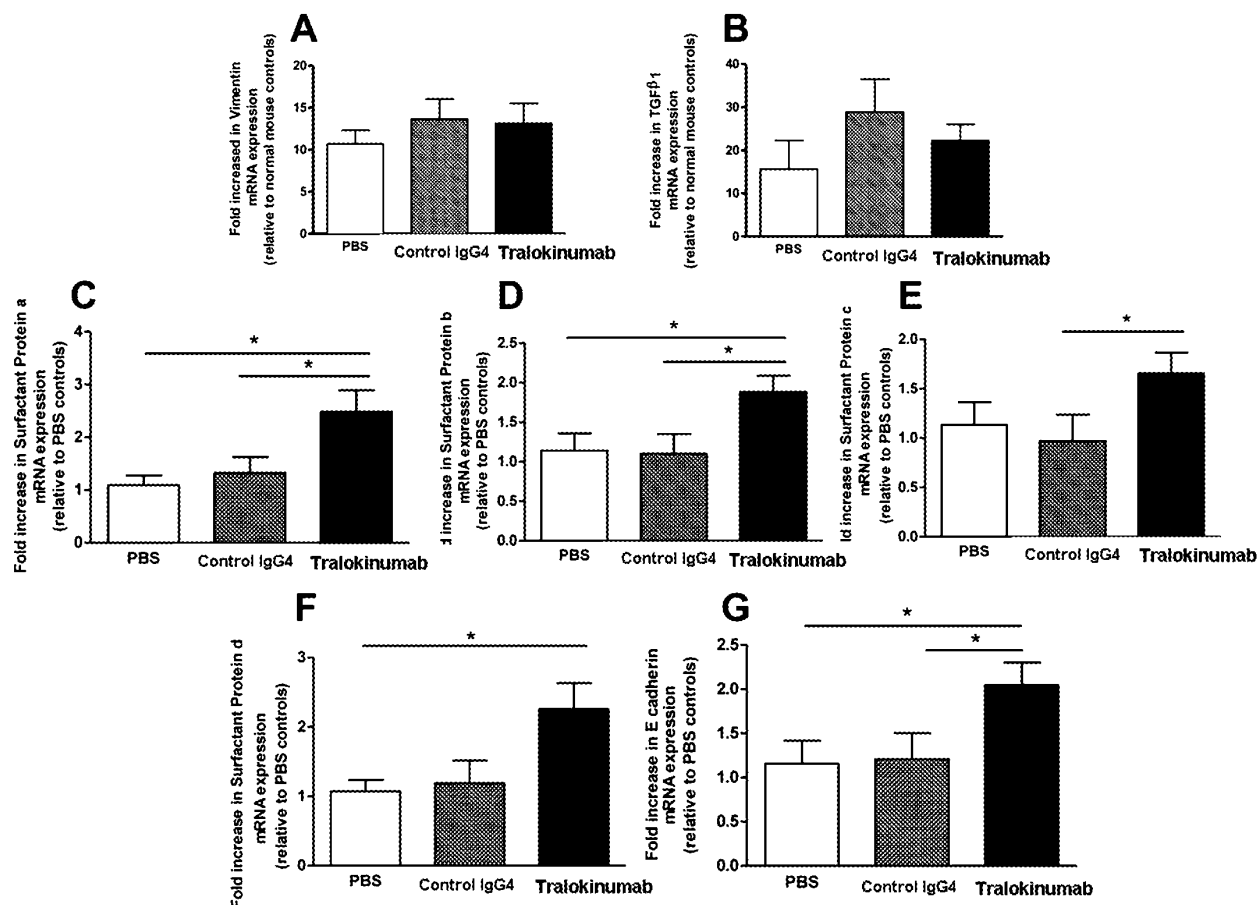 A
Fold increased in Vimentin
mRNA expression
(relative to normal mouse controls)
20
15
10
5
0
PBS
Control IgG4
Tralokinumab
B
Fold increase in TGFβ1
mRNA expression
(relative to normal mouse controls)
40
30
20
10
0
PBS
Control IgG4
Tralokinumab
C
Fold increase in Surfactant Protein a
mRNA expression
(relative to PBS controls)
4
3
2
1
0
*
*
PBS
Control IgG4
Tralokinumab
D
d increase in Surfactant Protein b
mRNA expression
(relative to PBS controls)
2.5
2.0
1.5
1.0
0.5
0.0
*
*
PBS
Control IgG4
Tralokinumab
E
ld increase in Surfactant Protein c
mRNA expression
(relative to PBS controls)
2.0
1.5
1.0
0.5
0.0
*
PBS
Control IgG4
Tralokinumab
F
Fold increase in Surfactant Protein d
mRNA expression
(relative to PBS controls)
3
2
1
0
*
PBS
Control IgG4
Tralokinumab
G
Fold increase in E cadherin
mRNA expression
(relative to PBS controls)
2.5
2.0
1.5
1.0
0.5
0.0
*
*
PBS
Control IgG4
Tralokinumab